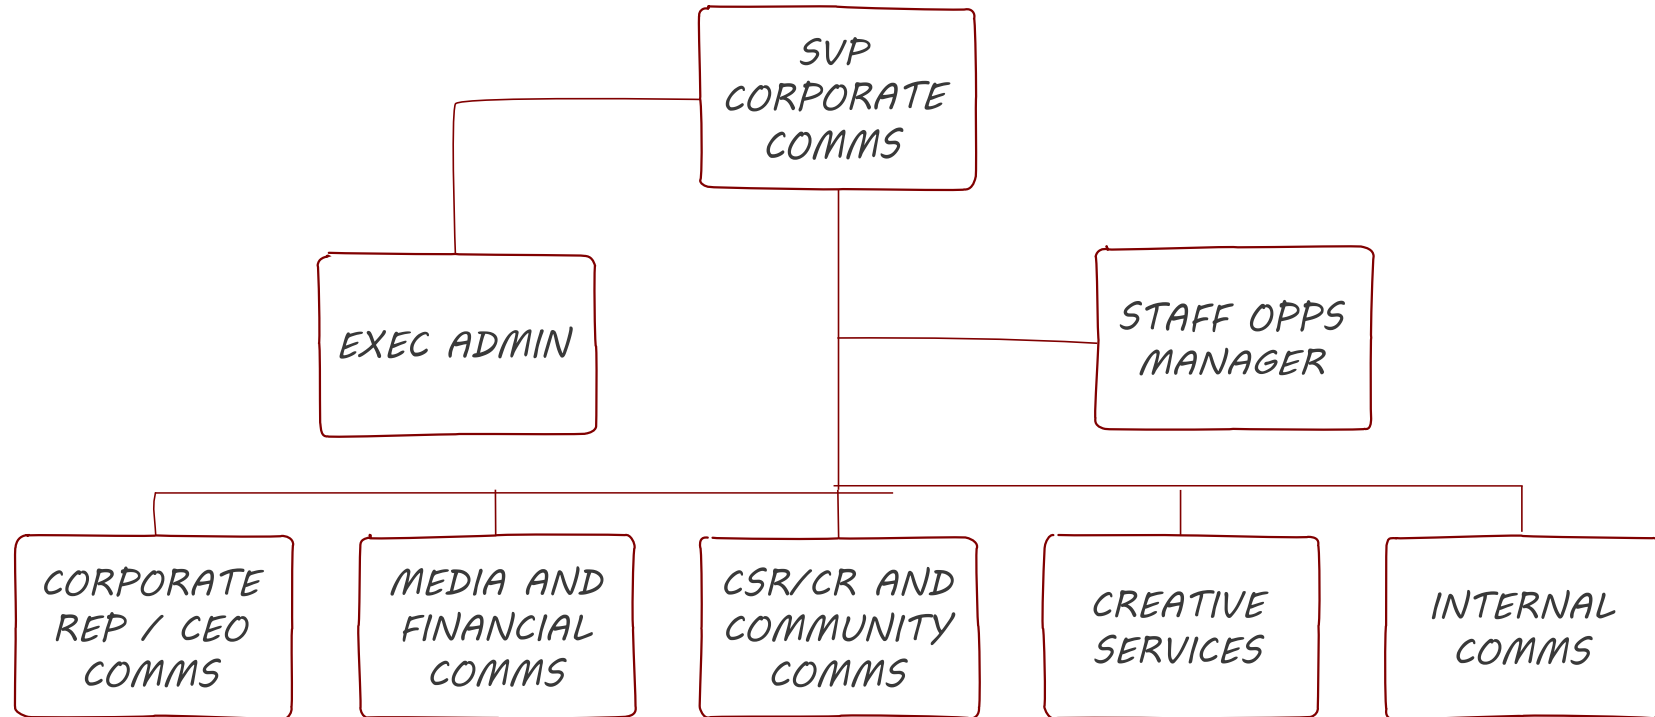 SVP
CORPORATE
COMMS
EXEC ADMIN
STAFF OPPS
MANAGER
CORPORATE
REP / CEO
COMMS
MEDIA AND
FINANCIAL
COMMS
CSR/CR AND
COMMUNITY
COMMS
CREATIVE
SERVICES
INTERNAL
COMMS